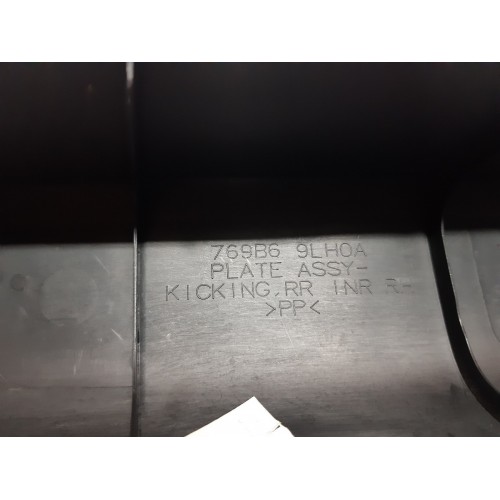 769B6 9LH0A
PLATE ASSY-
KICKING.RR INR R-
>PP<